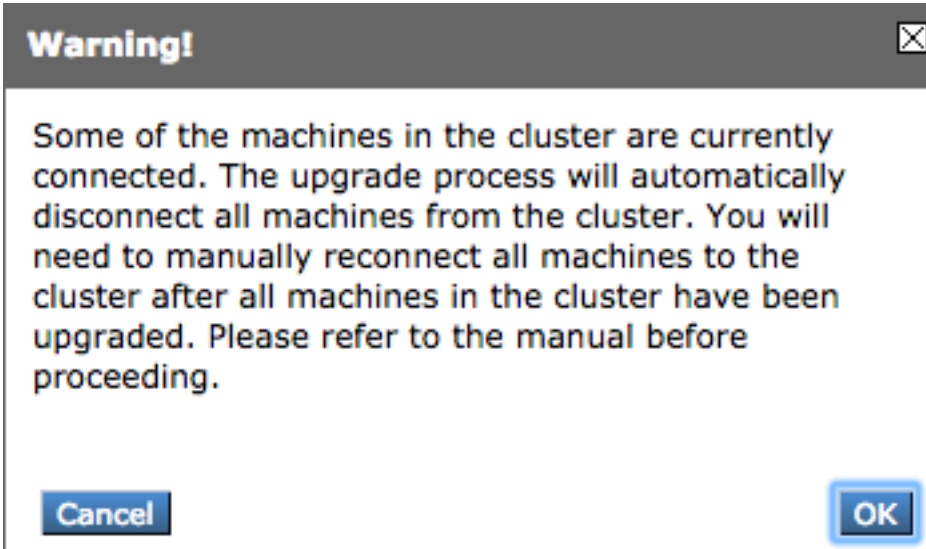 Warning!
Some of the machines in the cluster are currently
connected. The upgrade process will automatically
disconnect all machines from the cluster. You will
need to manually reconnect all machines to the
cluster after all machines in the cluster have been
upgraded. Please refer to the manual before
proceeding.
Cancel
OK